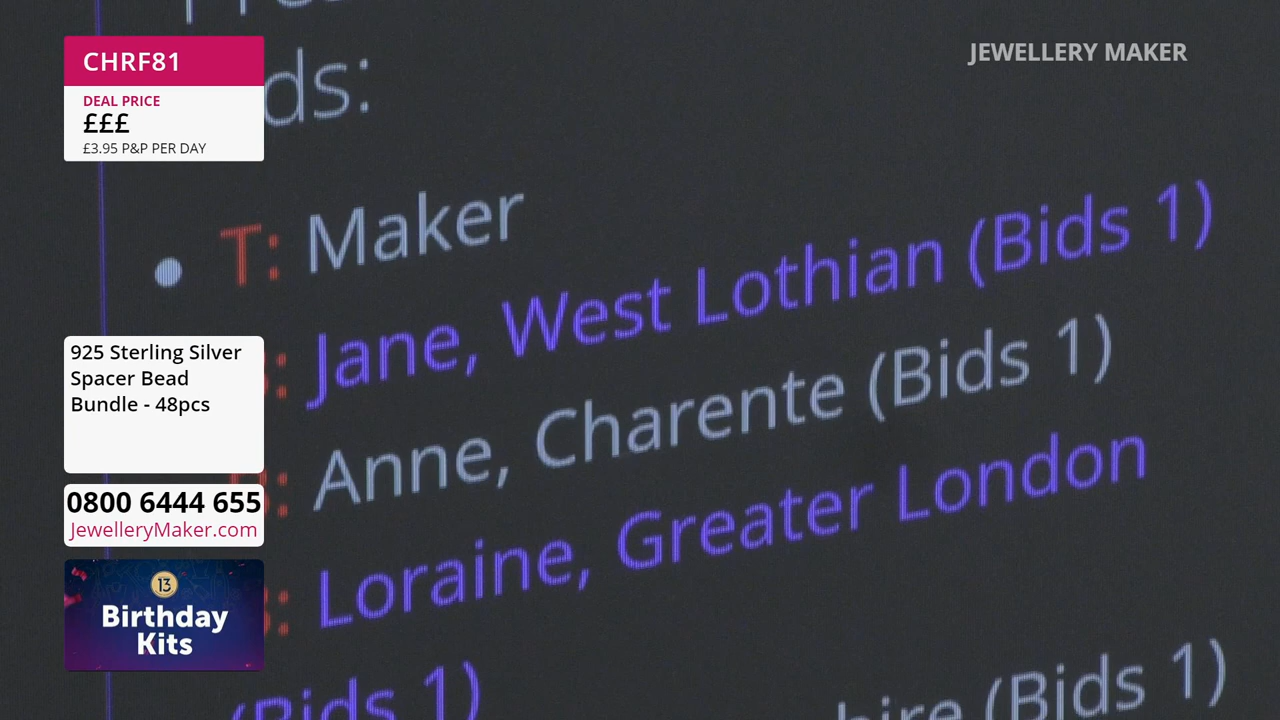 CHRF81
DEAL PRICE
£££
£3.95 P&P PER DAY
JEWELLERY MAKER
ds:
• T: Maker
Jane, West Lothian (Bids 1)
Anne, Charente (Bids 1)
Loraine, Greater London
(Bids 1)
(Bids 1)
925 Sterling Silver
Spacer Bead
Bundle - 48pcs
0800 6444 655
JewelleryMaker.com
13
Birthday
Kits